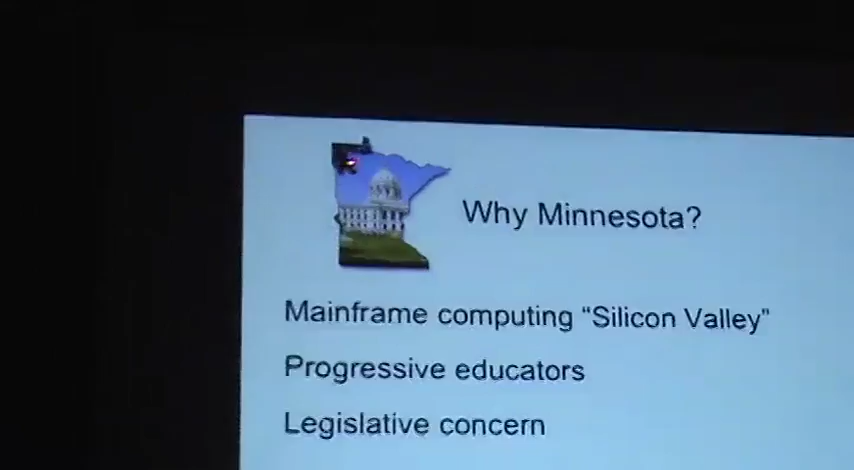 Why Minnesota?
Mainframe computing “Silicon Valley”
Progressive educators
Legislative concern